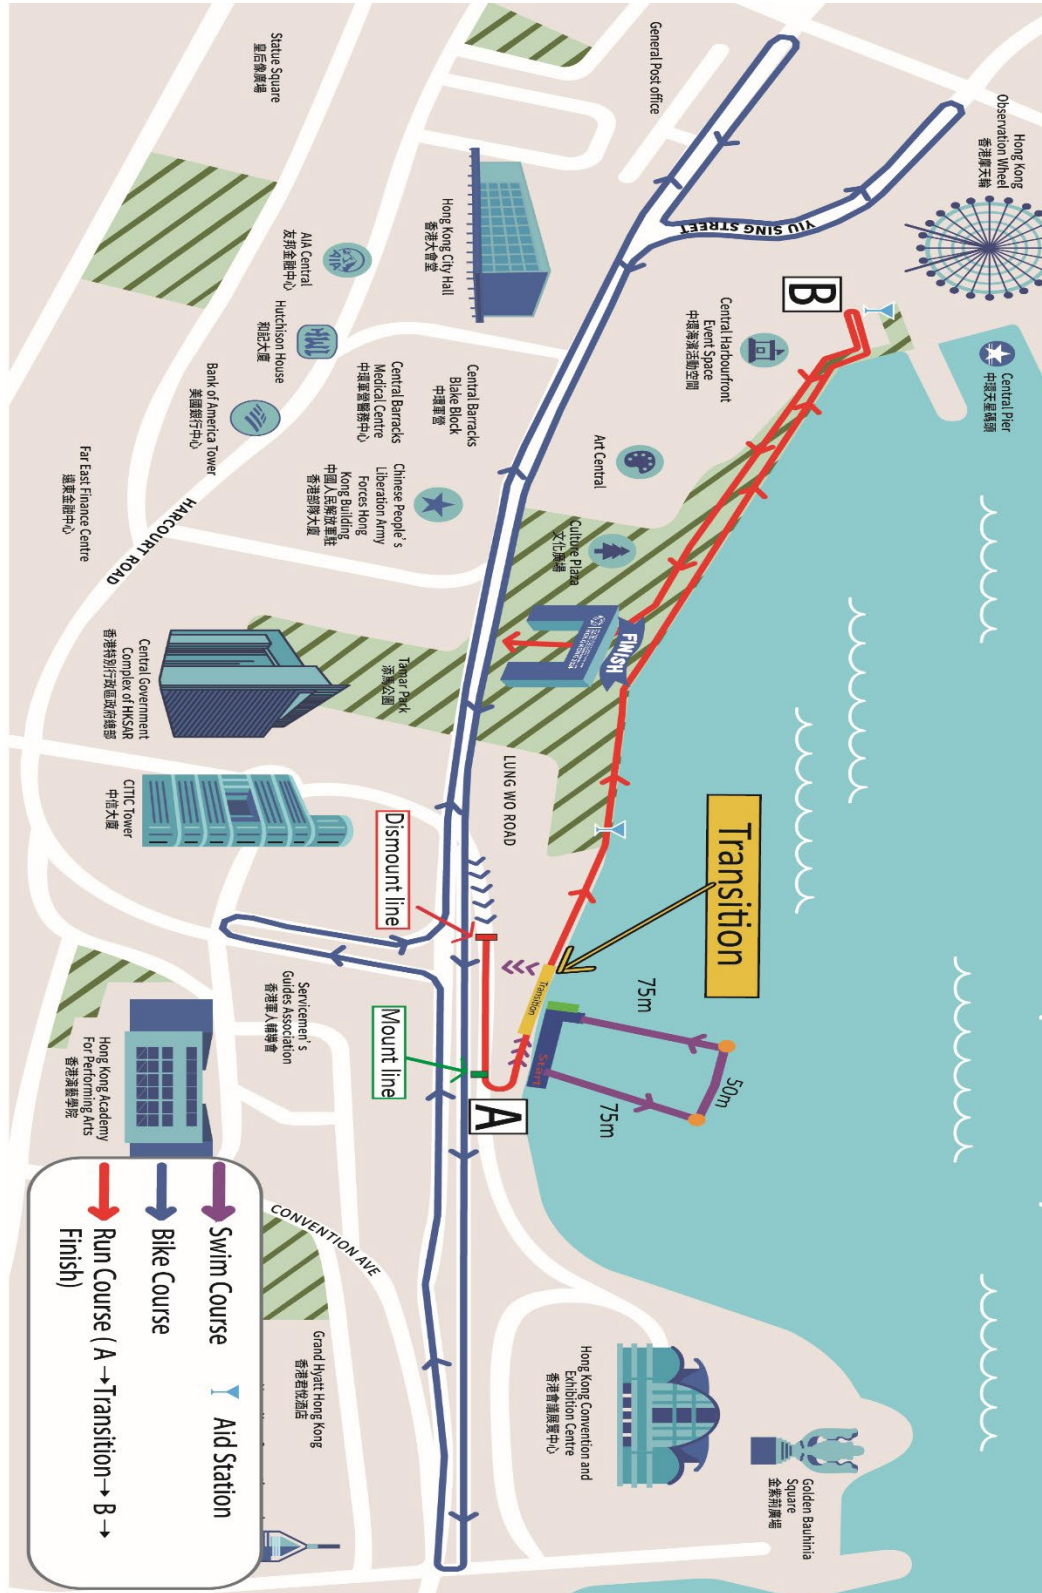 Statue Square
皇后像廣場
General Post office
Hong Kong
Observation Wheel
香港摩天輪
YIU SING STREET
Hong Kong City Hall
香港大會堂
AIA
AIA Central
友邦金融中心
Hutchison House
和記大廈
Bank of America Tower
美國銀行中心
Far East Finance Centre
遠東金融中心
HARCOURT ROAD
Central Barracks
Medical Centre
中環軍營醫務中心
Central Barracks
Blake Block
中環軍營
Chinese People's
Liberation Army
Forces Hong
Kong Building
中國人民解放軍駐
香港部隊大廈
B
Central Harbourfront
Event Space
中環海濱活動空間
Central Pier
中環天星碼頭
Art Central
Culture Plaza
文化廣場
FINISH
Tamar Park
添馬公園
Central Government
Complex of HKSAR
香港特別行政區政府總部
CITIC Tower
中信大廈
LUNG WO ROAD
Dismount line
Transition
Transition
75m
50m
75m
Start
Mount line
A
Servicemen's
Guides Association
香港軍人輔導會
Hong Kong Academy
For Performing Arts
香港演藝學院
CONVENTION AVE
Grand Hyatt Hong Kong
香港君悅酒店
Hong Kong Convention and
Exhibition Centre
香港會議展覽中心
Golden Bauhinia
Square
金紫荊廣場
Swim Course
Aid Station
Bike Course
Run Course ( A →Transition→ B →
Finish)